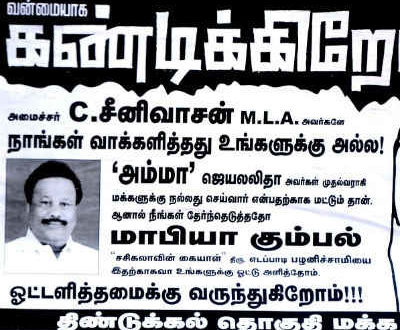 வன்மையாக
கண்டிக்கிறோ
அமைச்சர் C.சீனிவாசன் M.L.A. அவர்களே
நாங்கள் வாக்களித்தது உங்களுக்கு அல்ல!
‘அம்மா’ ஜெயலலிதா அவர்கள் முதல்வராகி
மக்களுக்கு நல்லது செய்வார் என்பதற்காக மட்டும் தான்.
ஆனால் நீங்கள் தேர்ந்தெடுத்ததோ
மாபியா கும்பல்
"சசிகலாவின் கையாள்" திரு. எடப்பாடி பழனிச்சாமியை
இதற்காகவா உங்களுக்கு ஓட்டு அளித்தோம்.
ஓட்டளித்தமைக்கு வருந்துகிறோம்!!!
திண்டுக்கல் தொகுதி மக்க